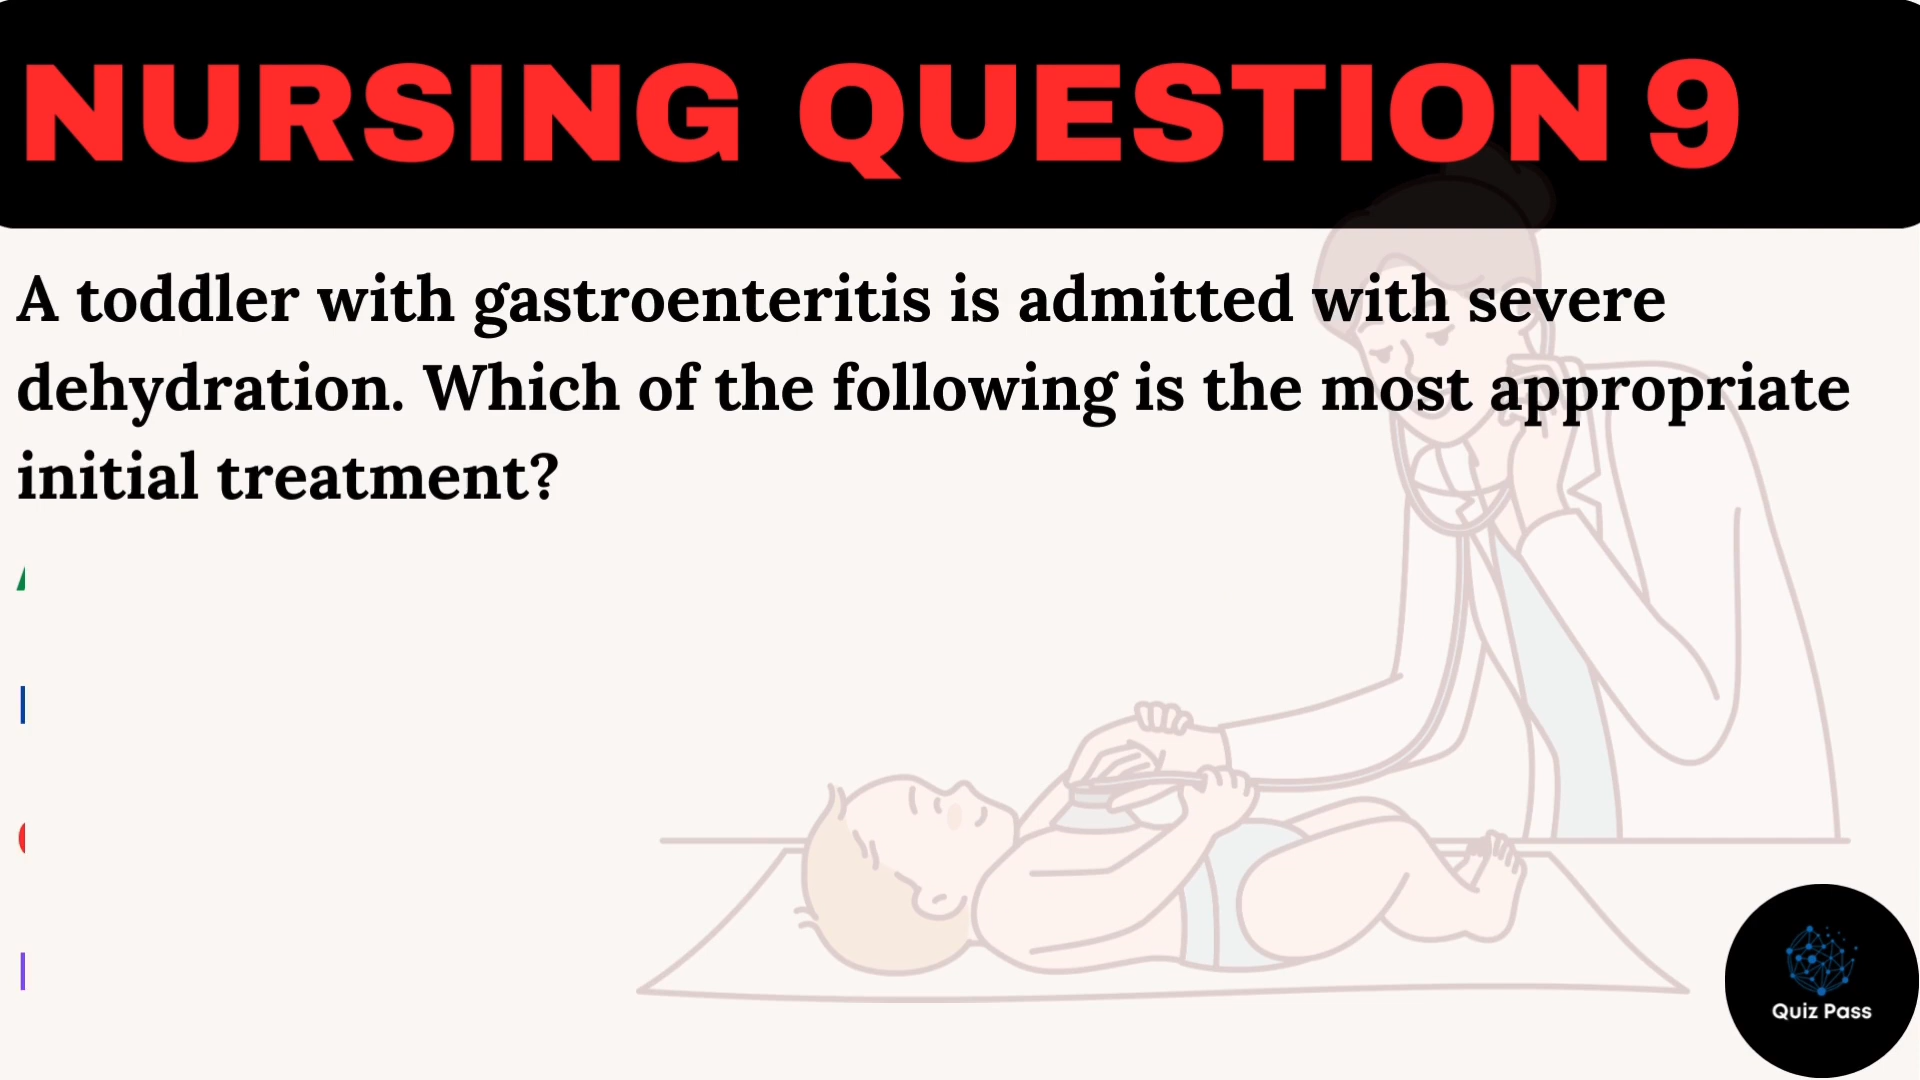 NURSING QUESTION 9
A toddler with gastroenteritis is admitted with severe
dehydration. Which of the following is the most appropriate
initial treatment?
Quiz Pass